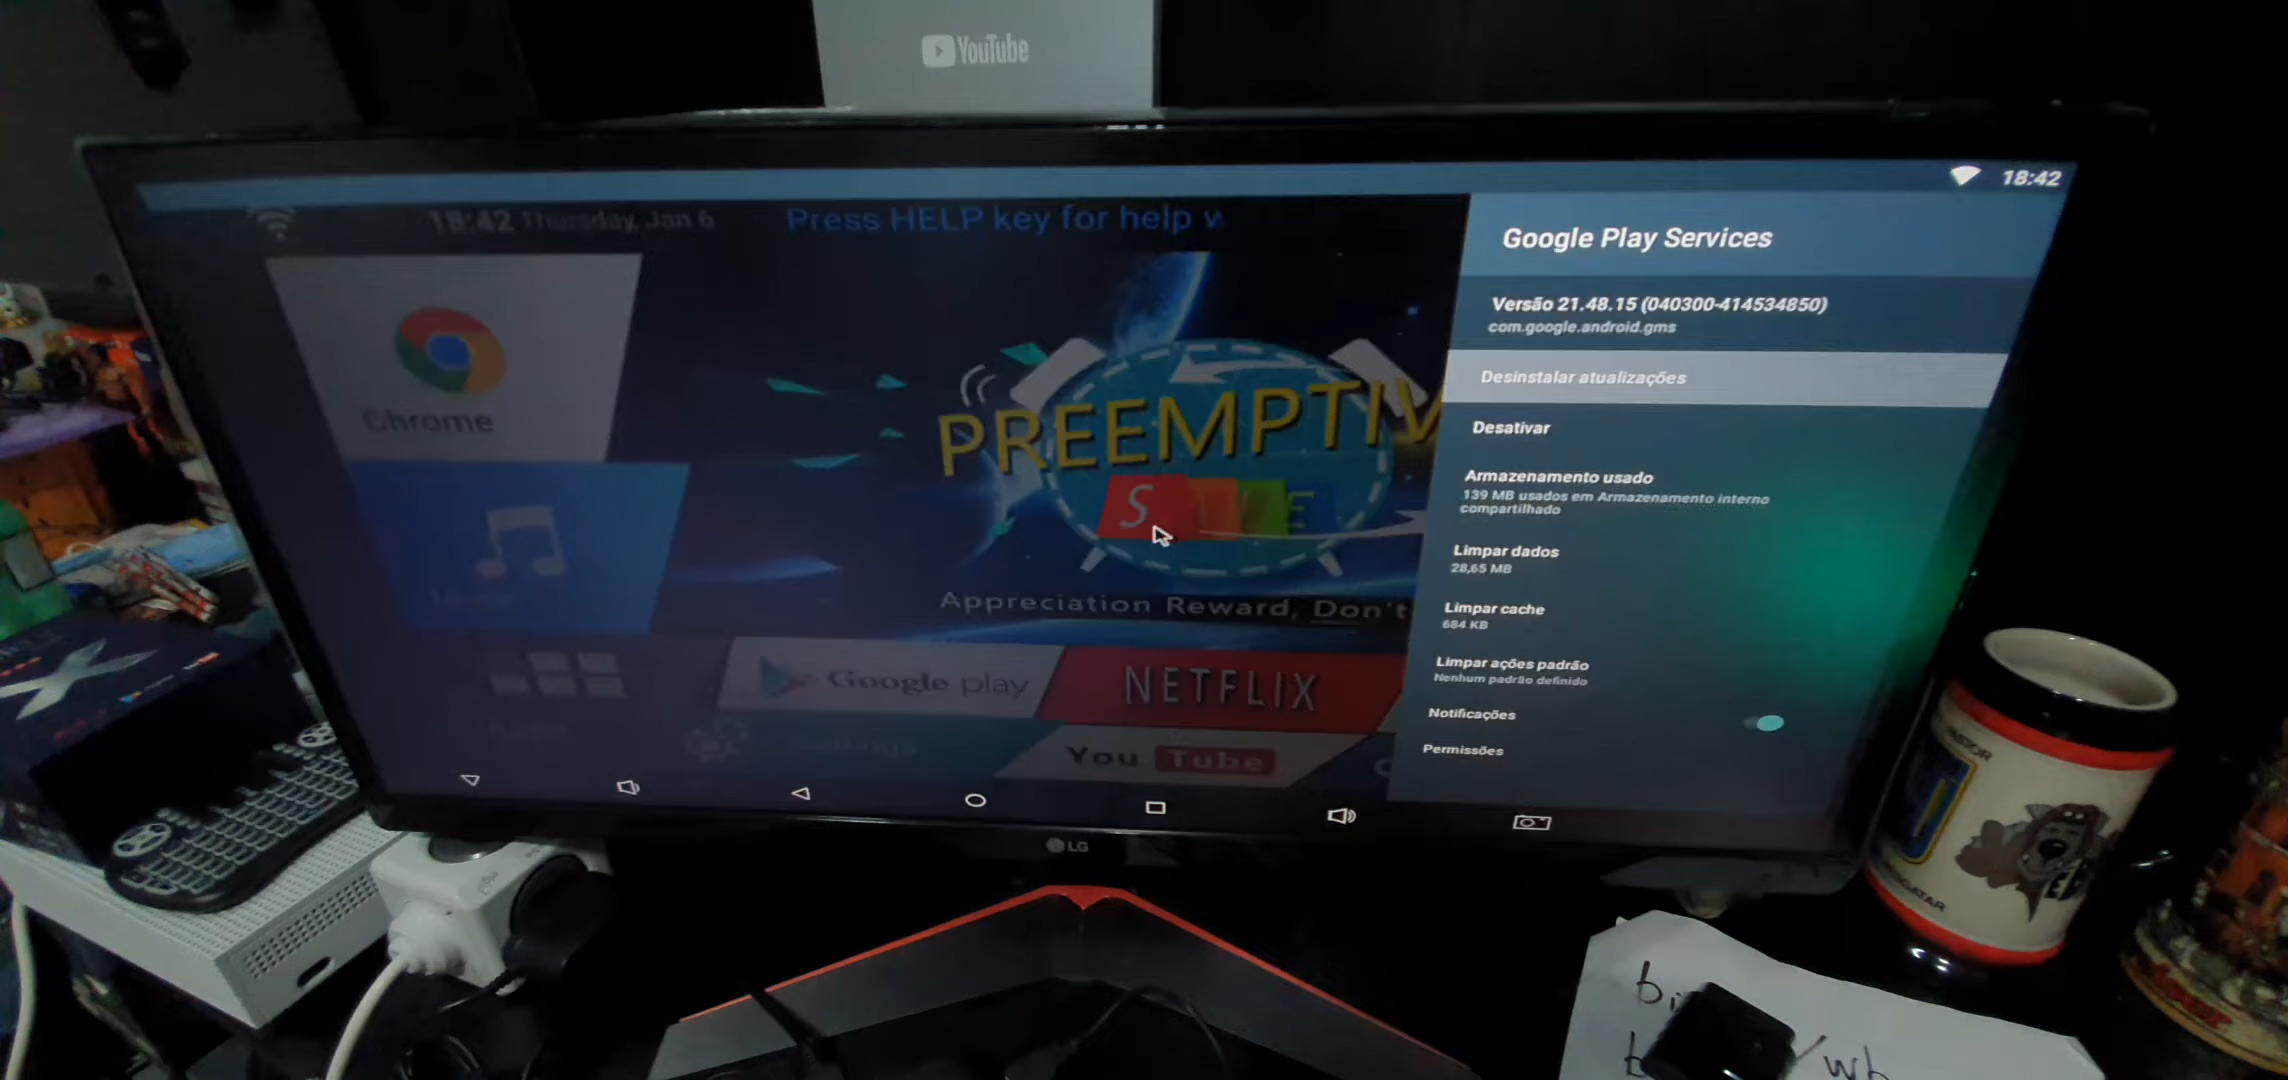 YouTube
18:42
18:42 Thursday, Jan 6
Press HELP key for help
Google Play Services
Versão 21.48.15 (040300-414534850)
com.google.android.gms
Desinstalar atualizações
Desativar
Armazenamento usado
139 MB usados em Armazenamento interno
compartilhado
Limpar dados
28,65 MB
Limpar cache
684 KB
Limpar ações padrão
Nenhum padrão definido
Notificações
Permissões
Chrome
PREEMPTIV
S
E
Appreciation Reward, Don't
Google play
NETFLIX
Settings
You Tube
LG